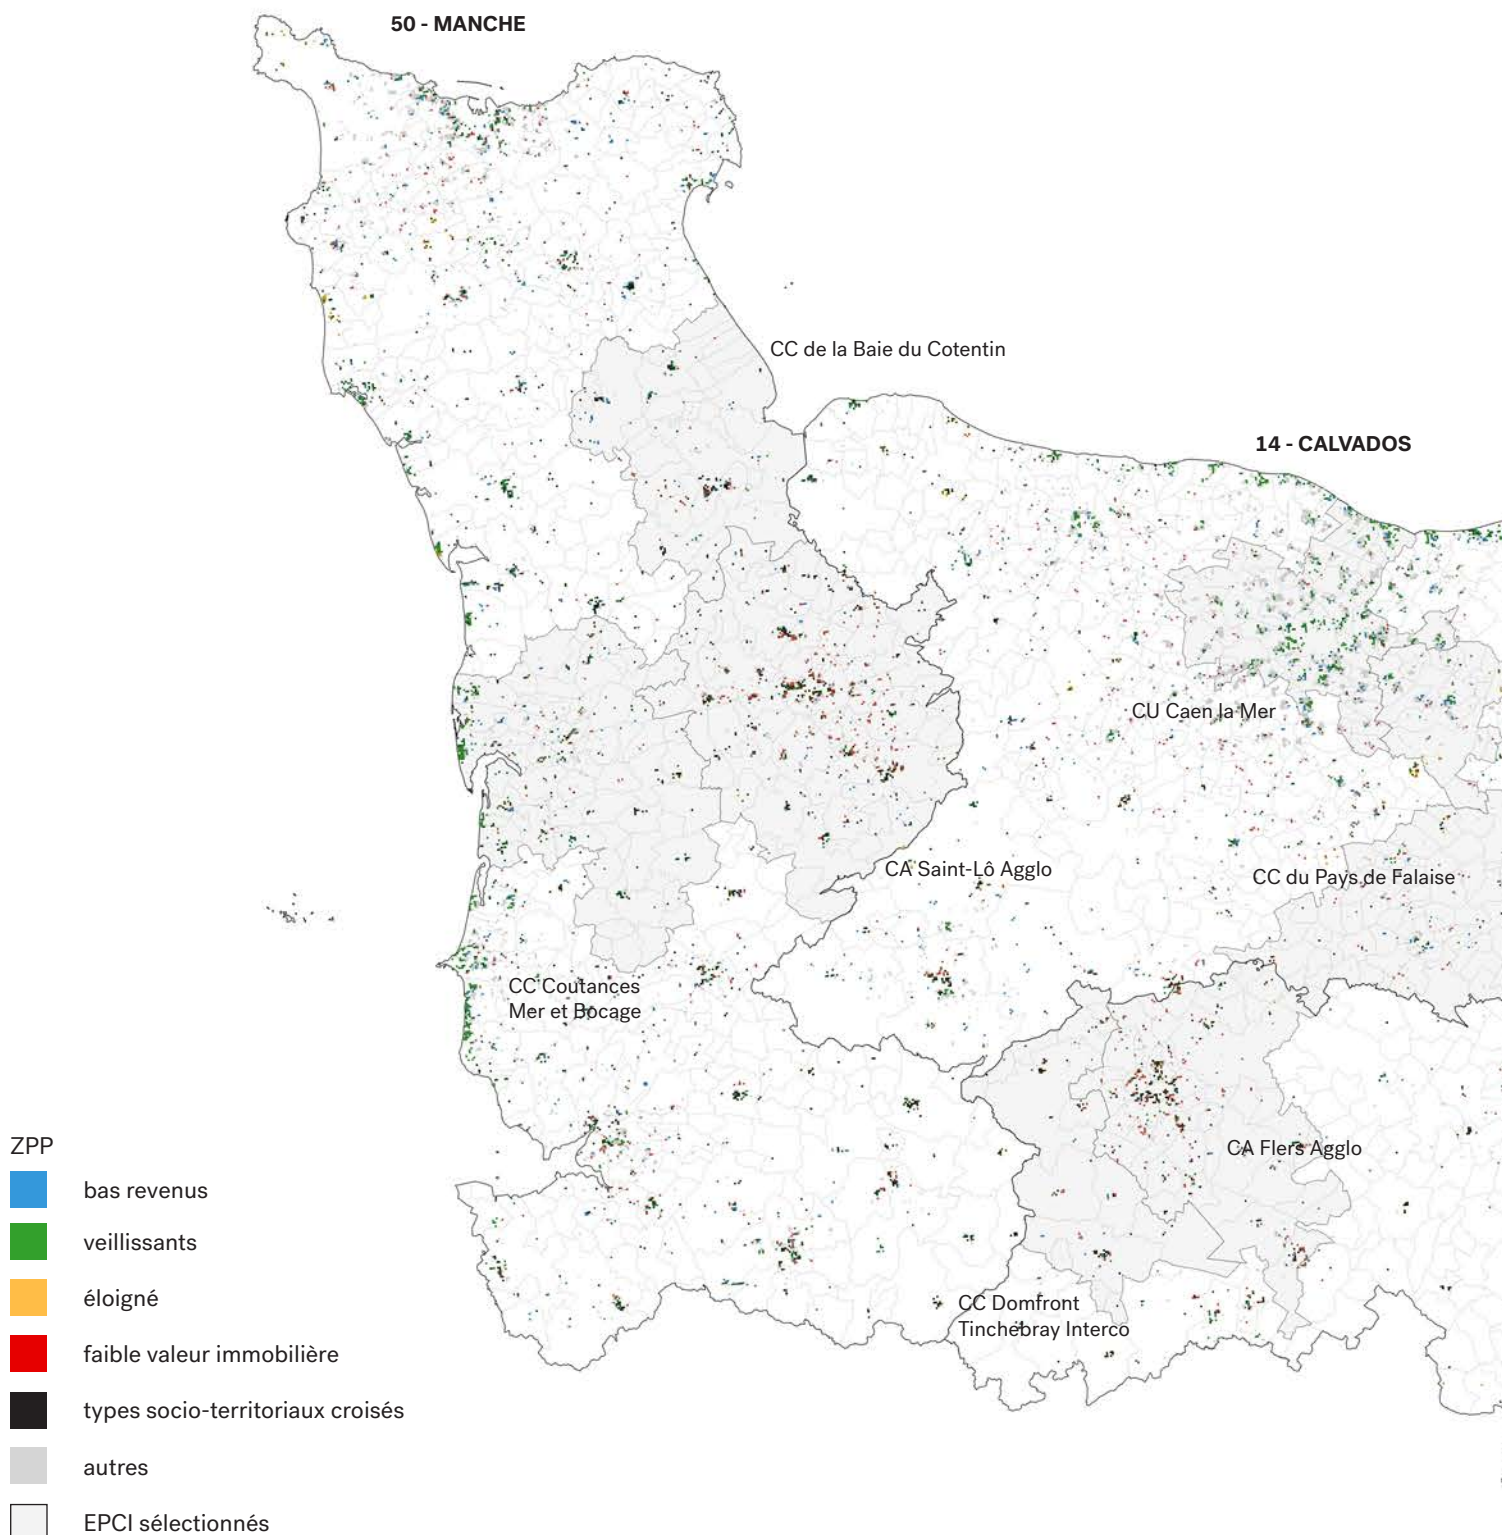 50 - MANCHE
CC de la Baie du Cotentin
14 - CALVADOS
CU Caen la Mer
CA Saint-Lô Agglo
CC du Pays de Falaise
CC Coutances
Mer et Bocage
CA Flers Agglo
CC Domfront
Tinchebray Interco
ZPP
bas revenus
veillissants
éloigné
faible valeur immobilière
types socio-territoriaux croisés
autres
EPCI sélectionnés